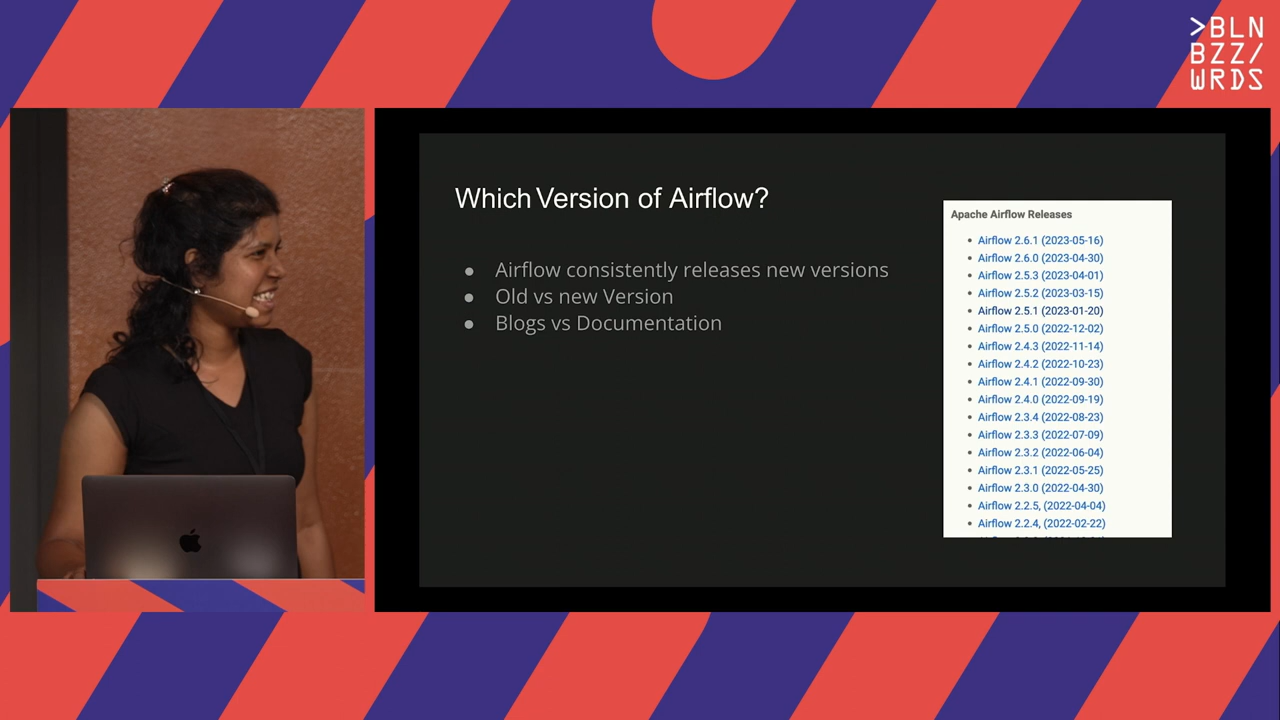 >BLN
BZZ/
WRDS
Which Version of Airflow?
● Airflow consistently releases new versions
● Old vs new Version
● Blogs vs Documentation
Apache Airflow Releases
• Airflow 2.6.1 (2023-05-16)
• Airflow 2.6.0 (2023-04-30)
• Airflow 2.5.3 (2023-04-01)
• Airflow 2.5.2 (2023-03-15)
• Airflow 2.5.1 (2023-01-20)
• Airflow 2.5.0 (2022-12-02)
• Airflow 2.4.3 (2022-11-14)
• Airflow 2.4.2 (2022-10-23)
• Airflow 2.4.1 (2022-09-30)
• Airflow 2.4.0 (2022-09-19)
• Airflow 2.3.4 (2022-08-23)
• Airflow 2.3.3 (2022-07-09)
• Airflow 2.3.2 (2022-06-04)
• Airflow 2.3.1 (2022-05-25)
• Airflow 2.3.0 (2022-04-30)
• Airflow 2.2.5, (2022-04-04)
• Airflow 2.2.4, (2022-02-22)